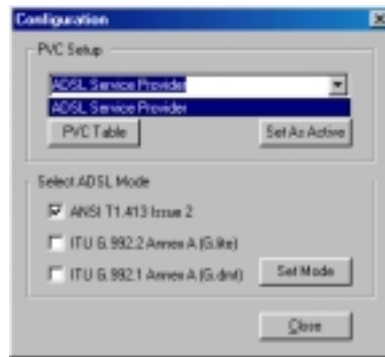 Configuration
PVC Setup
ADSL Service Provider
ADSL Service Provider
PVC Table
Set As Active
Select ADSL Mode
ANSI T1.413 Issue 2
ITU G.992.2 Annex A (G.lite)
ITU G.992.1 Annex A (G.dmt)
Set Mode
Close